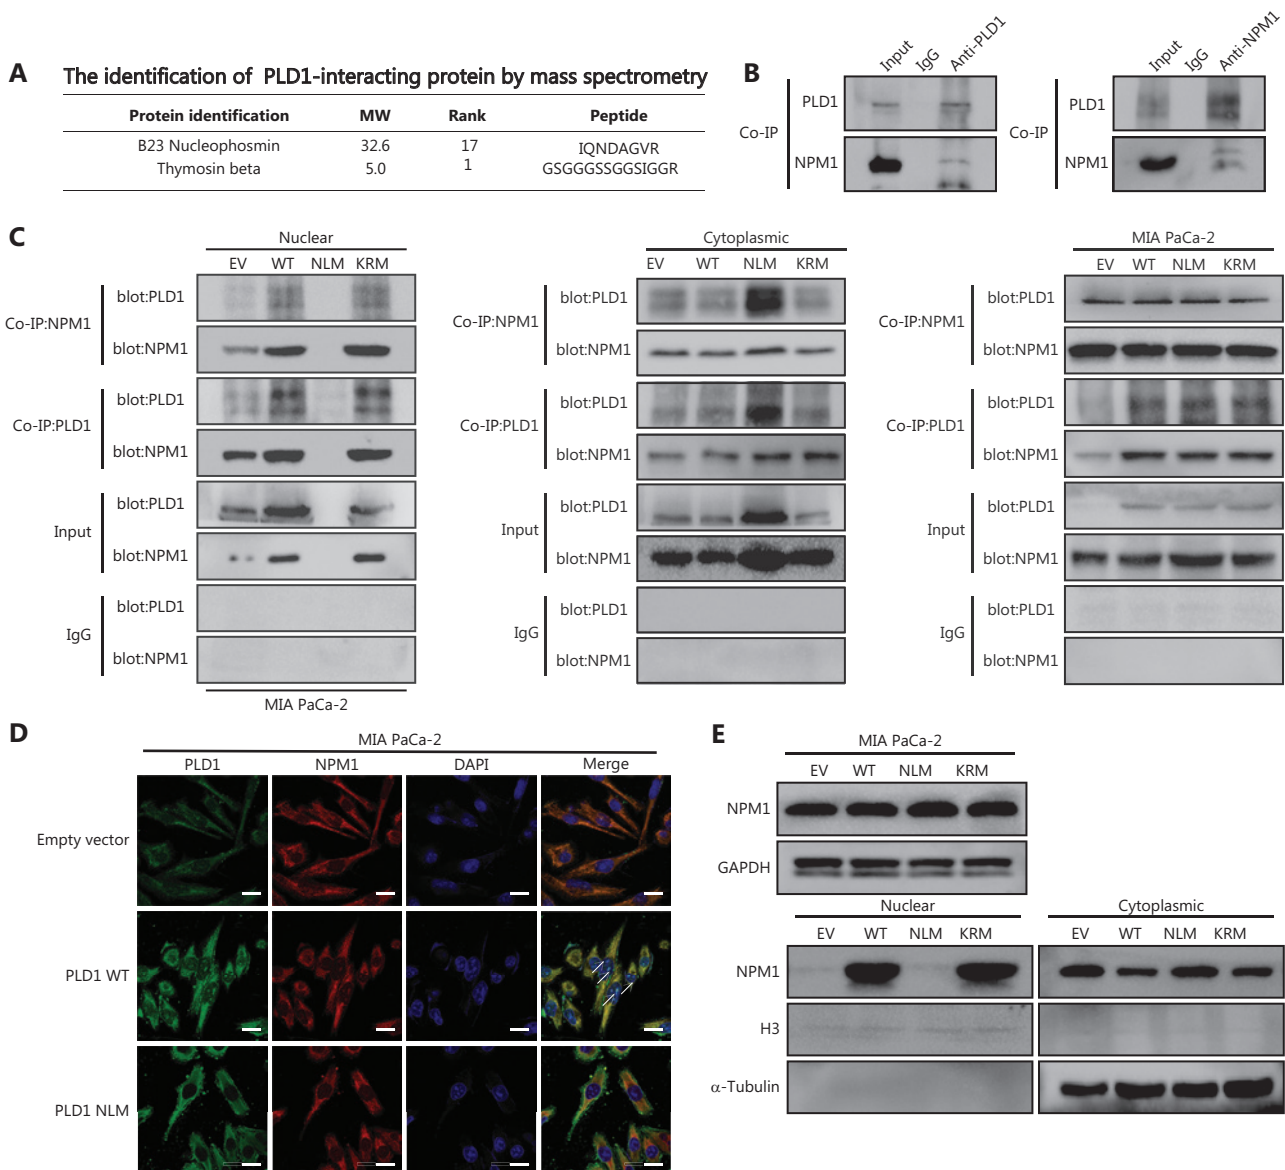 A
The identification of PLD1-interacting protein by mass spectrometry
Protein identification MW Rank Peptide
B23 Nucleophosmin 32.6 17 IQNDAGVR
Thymosin beta 5.0 1 GSGGGSSGGSIGGR
B
Input IgG Anti-PLD1
Co-IP
PLD1
NPM1
Input IgG Anti-NPM1
Co-IP
PLD1
NPM1
C
Nuclear
EV WT NLM KRM
Co-IP:NPM1
blot:PLD1
blot:NPM1
Co-IP:PLD1
blot:PLD1
blot:NPM1
Input
blot:PLD1
blot:NPM1
IgG
blot:PLD1
blot:NPM1
MIA PaCa-2
Cytoplasmic
EV WT NLM KRM
Co-IP:NPM1
blot:PLD1
blot:NPM1
Co-IP:PLD1
blot:PLD1
blot:NPM1
Input
blot:PLD1
blot:NPM1
IgG
blot:PLD1
blot:NPM1
MIA PaCa-2
EV WT NLM KRM
Co-IP:NPM1
blot:PLD1
blot:NPM1
Co-IP:PLD1
blot:PLD1
blot:NPM1
Input
blot:PLD1
blot:NPM1
IgG
blot:PLD1
blot:NPM1
D
MIA PaCa-2
PLD1 NPM1 DAPI Merge
Empty vector
PLD1 WT
PLD1 NLM
E
MIA PaCa-2
EV WT NLM KRM
NPM1
GAPDH
Nuclear Cytoplasmic
EV WT NLM KRM EV WT NLM KRM
NPM1
H3
α-Tubulin